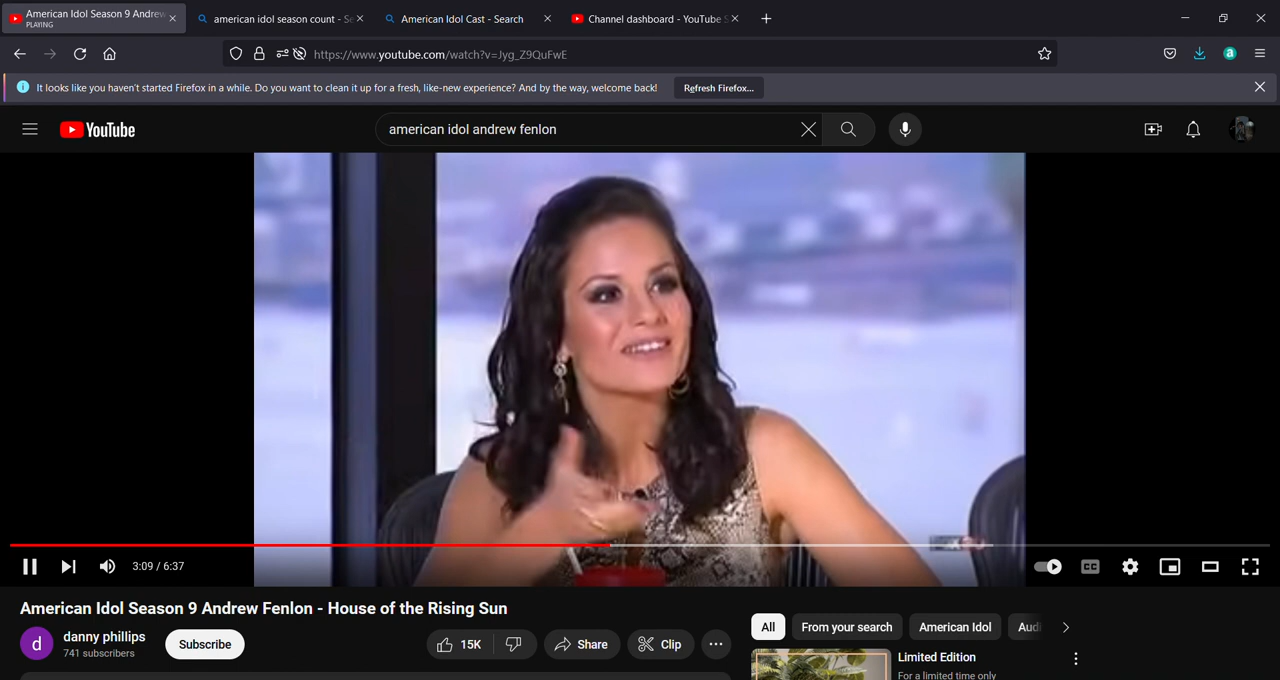 American Idol Season 9 Andrew
PLAYING
american idol season count - Se
American Idol Cast - Search
Channel dashboard - YouTube S
https://www.youtube.com/watch?v=Jyg_Z9QuFwE
It looks like you haven't started Firefox in a while. Do you want to clean it up for a fresh, like-new experience? And by the way, welcome back!
Refresh Firefox...
YouTube
american idol andrew fenlon
3:09 / 6:37
CC
American Idol Season 9 Andrew Fenlon - House of the Rising Sun
d
danny phillips
741 subscribers
Subscribe
15K
Share
Clip
All
From your search
American Idol
Audi
Limited Edition
For a limited time only